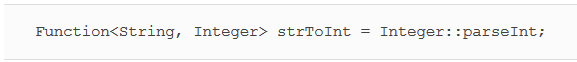 Function<String, Integer> strToInt = Integer::parseInt;